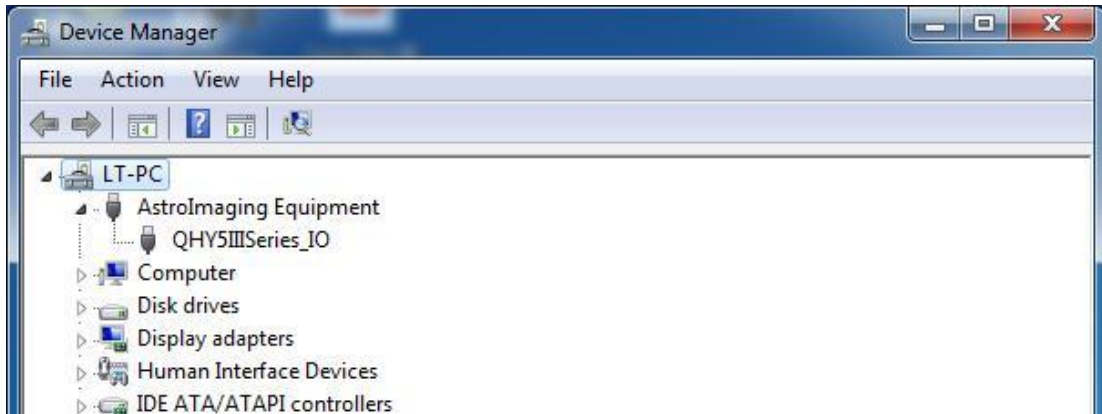 Device Manager
File Action View Help
LT-PC
AstroImaging Equipment
QHY5IIISeries_IO
Computer
Disk drives
Display adapters
Human Interface Devices
IDE ATA/ATAPI controllers